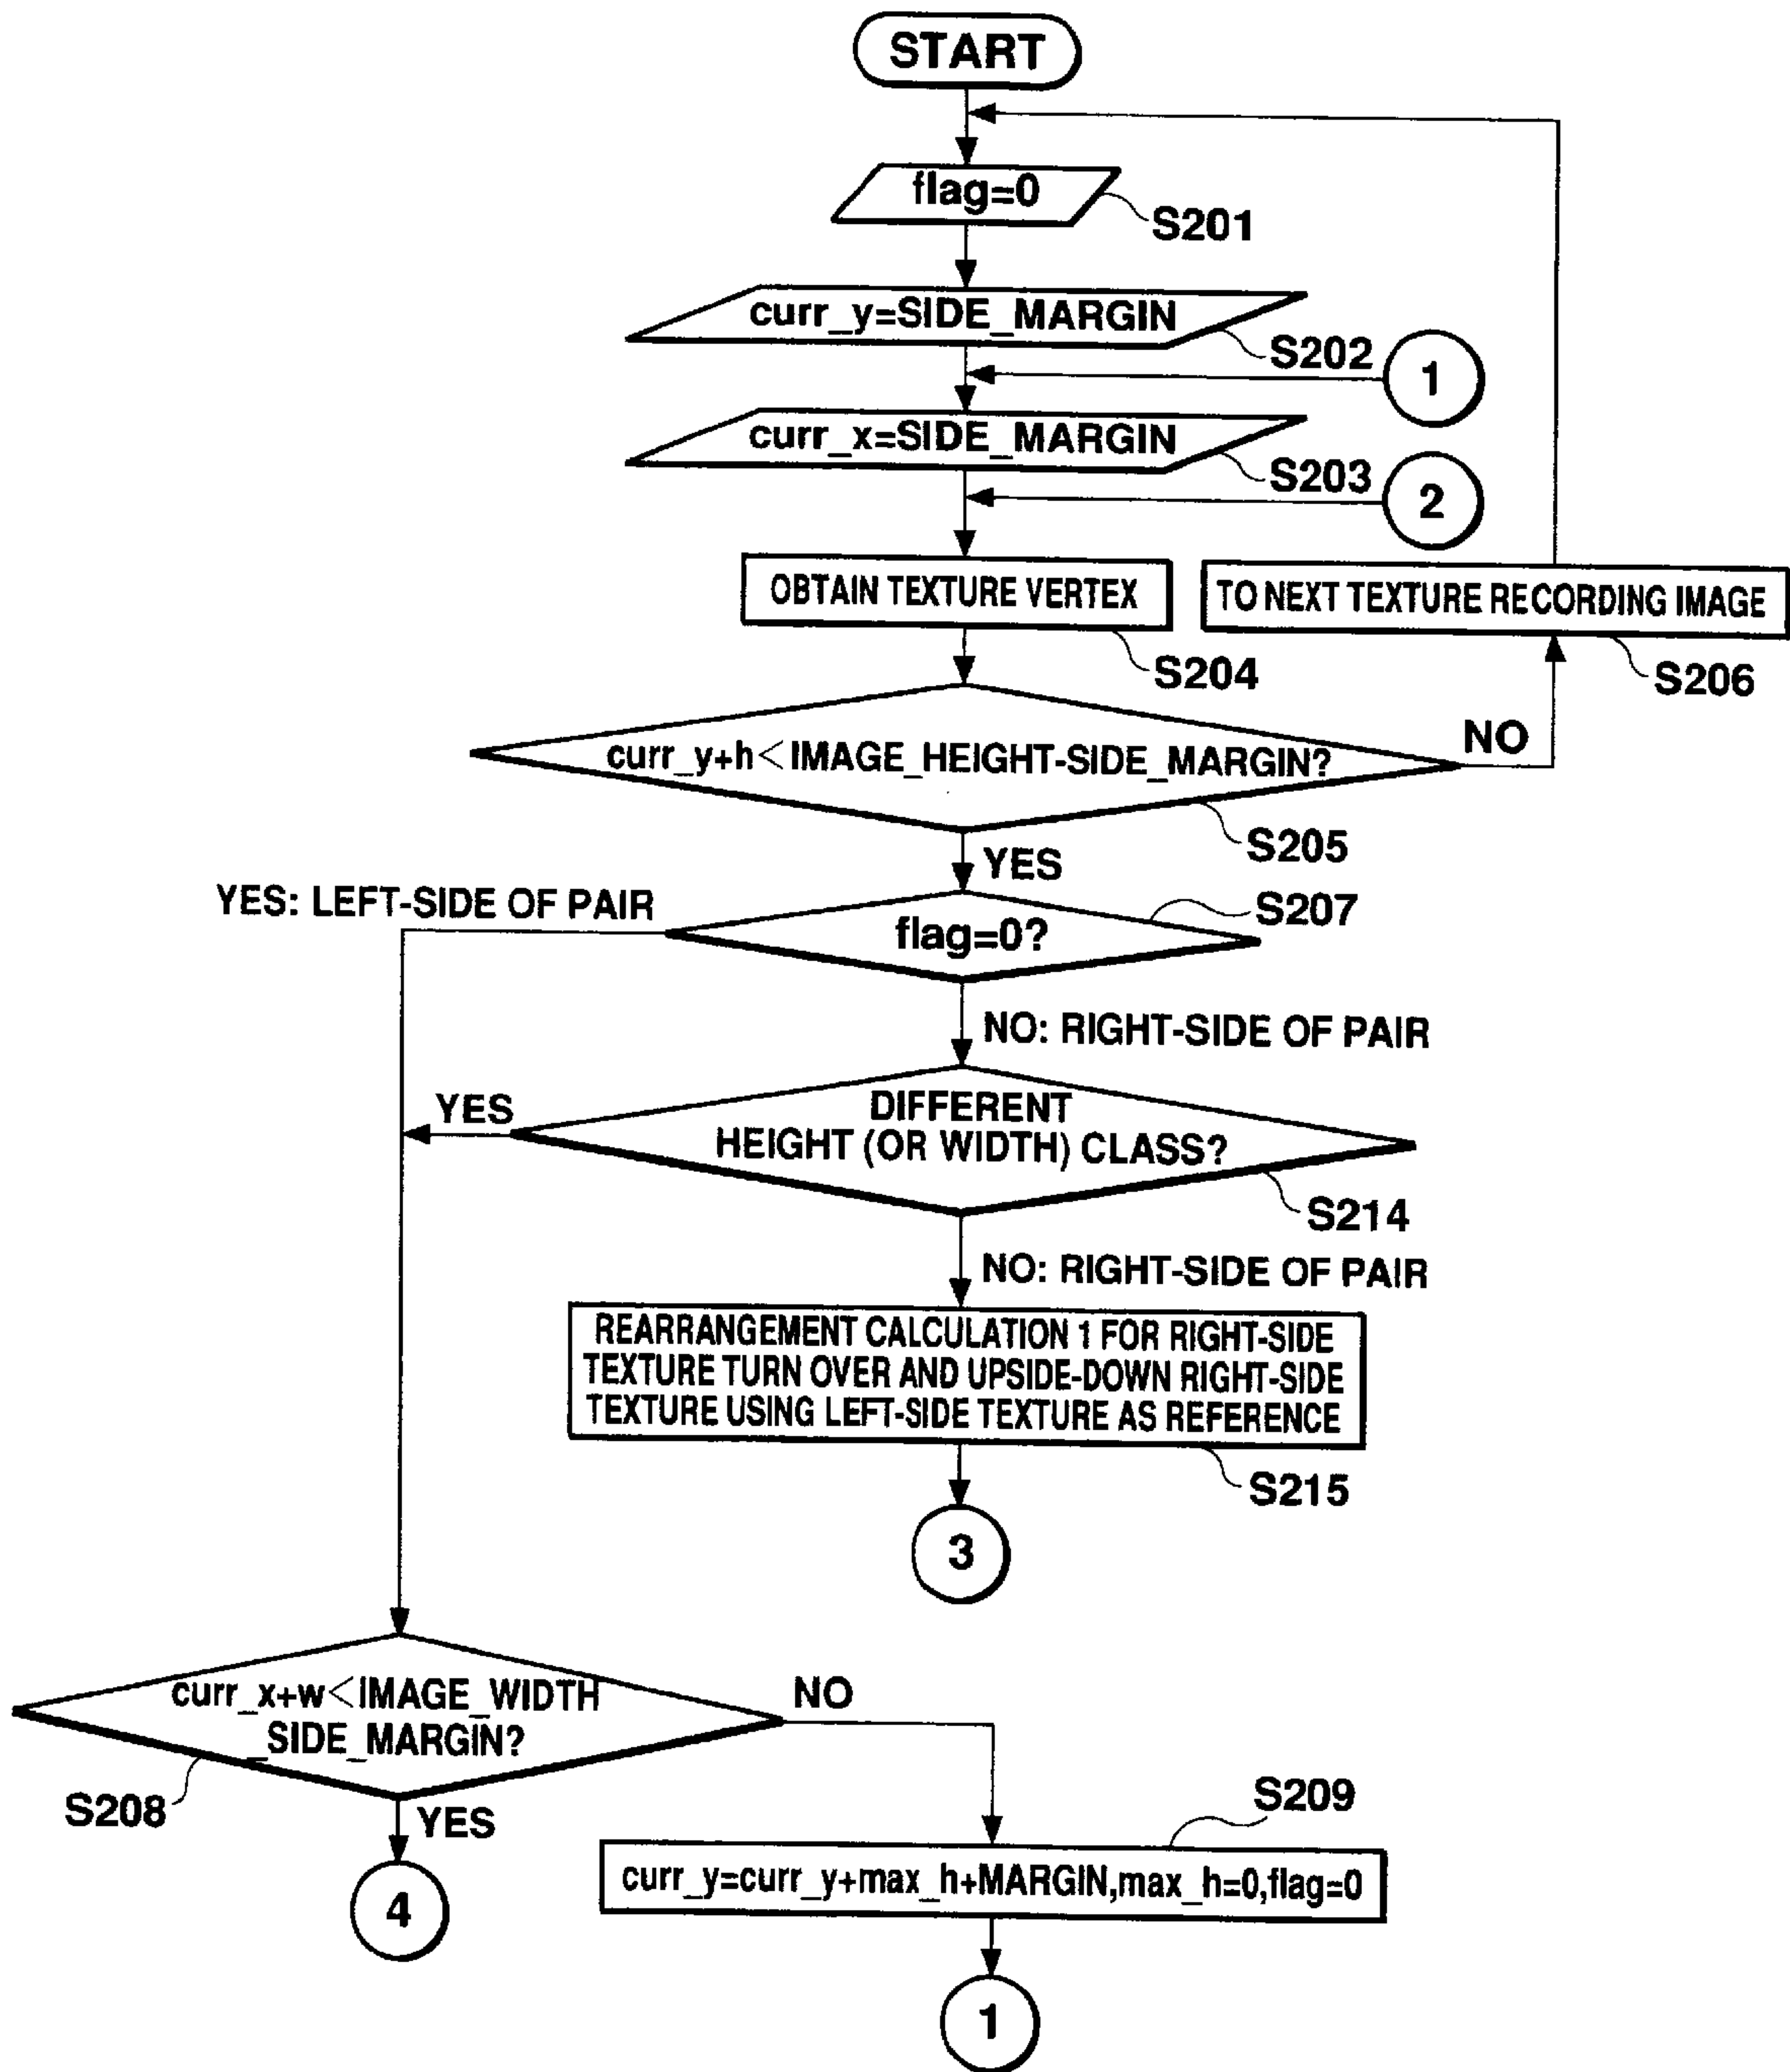 START
flag=0
S201
curr_y=SIDE_MARGIN
S202
1
curr_x=SIDE_MARGIN
S203
2
OBTAIN TEXTURE VERTEX
S204
TO NEXT TEXTURE RECORDING IMAGE
S206
curr_y+h<IMAGE_HEIGHT-SIDE_MARGIN?
NO
S205
YES
YES: LEFT-SIDE OF PAIR
S207
flag=0?
NO: RIGHT-SIDE OF PAIR
YES
DIFFERENT
HEIGHT (OR WIDTH) CLASS?
S214
NO: RIGHT-SIDE OF PAIR
REARRANGEMENT CALCULATION 1 FOR RIGHT-SIDE
TEXTURE TURN OVER AND UPSIDE-DOWN RIGHT-SIDE
TEXTURE USING LEFT-SIDE TEXTURE AS REFERENCE
S215
3
curr_x+w<IMAGE_WIDTH
_SIDE_MARGIN?
NO
S208
YES
4
S209
curr_y=curr_y+max_h+MARGIN,max_h=0,flag=0
1